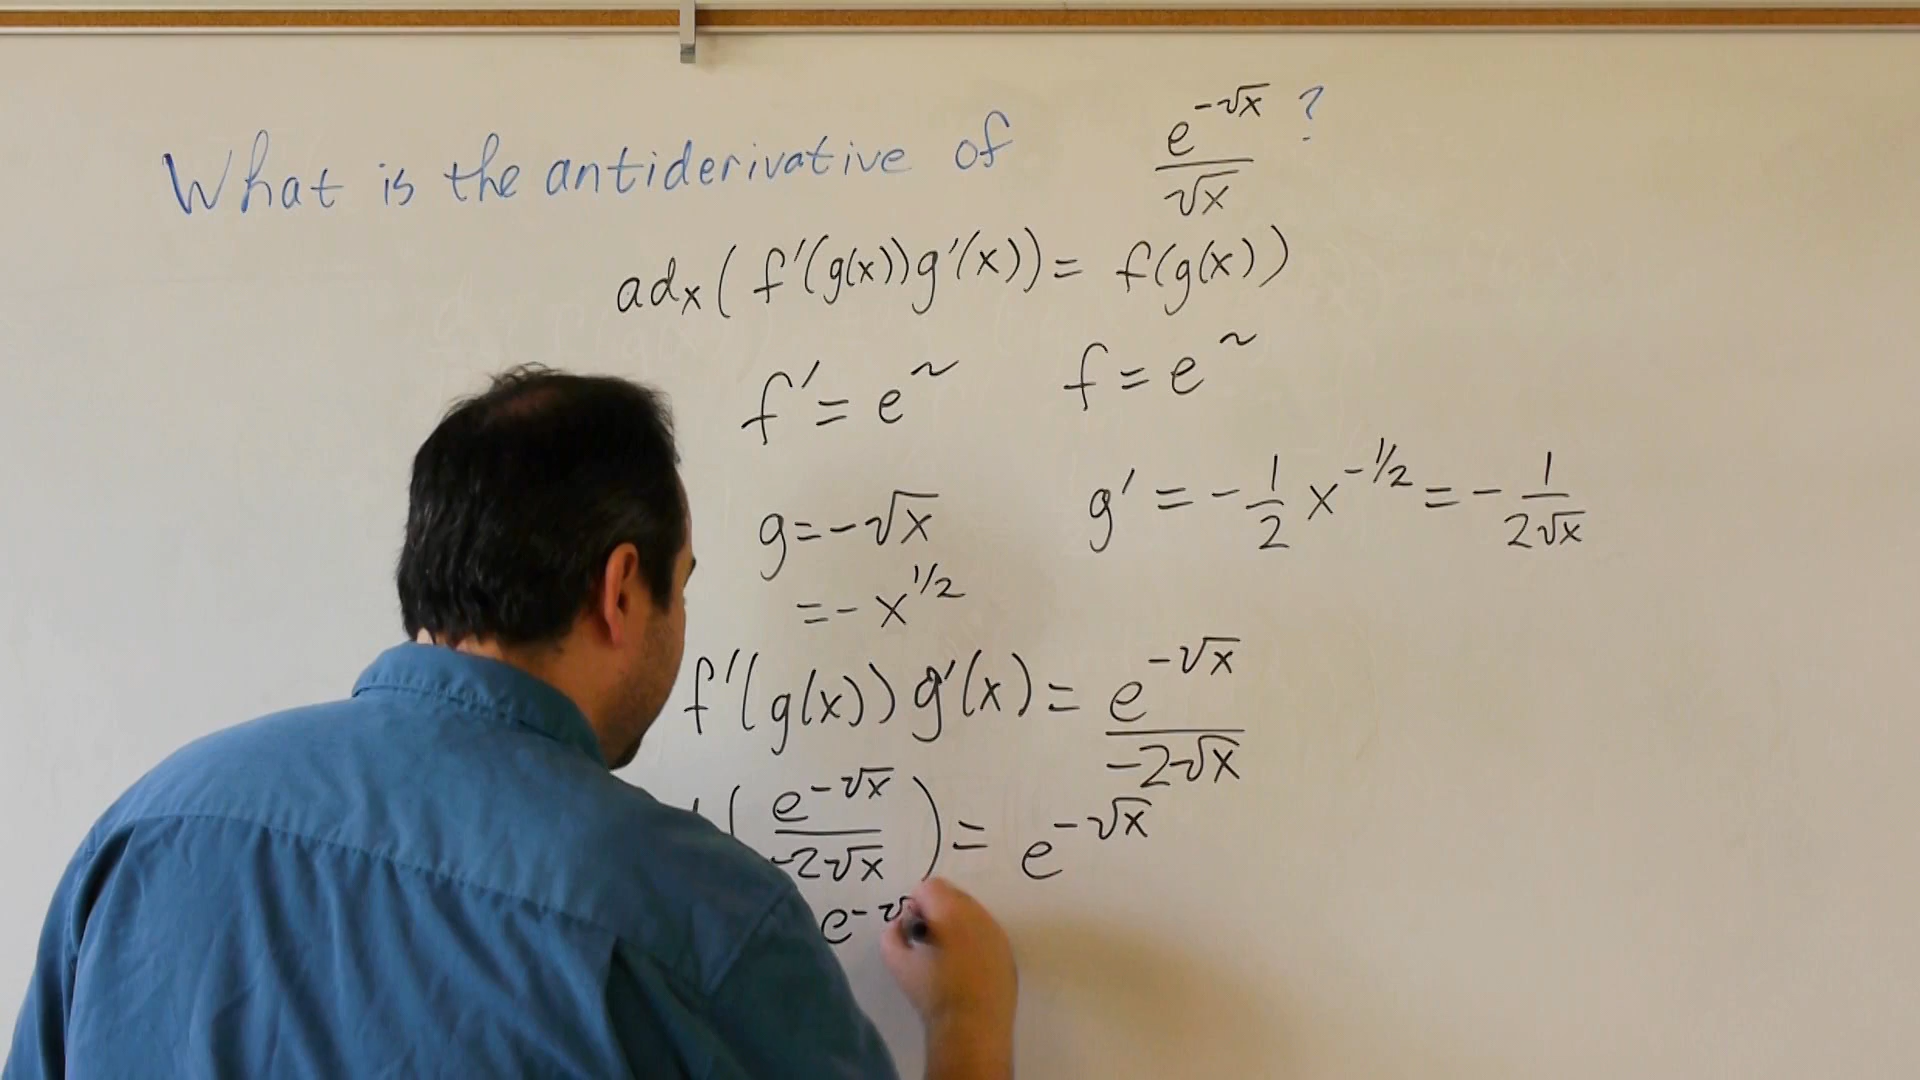 What is the antiderivative of e^(-√x)/√x ?
ad_x(f'(g(x))g'(x)) = f(g(x))
f' = e^~ f = e^~
g = -√x g' = -1/2 x^(-1/2) = -1/(2√x)
= -x^(1/2)
f'(g(x))g'(x) = e^(-√x)/(-2√x)
(e^(-√x)/(-2√x)) = e^(-√x)
e^(-√